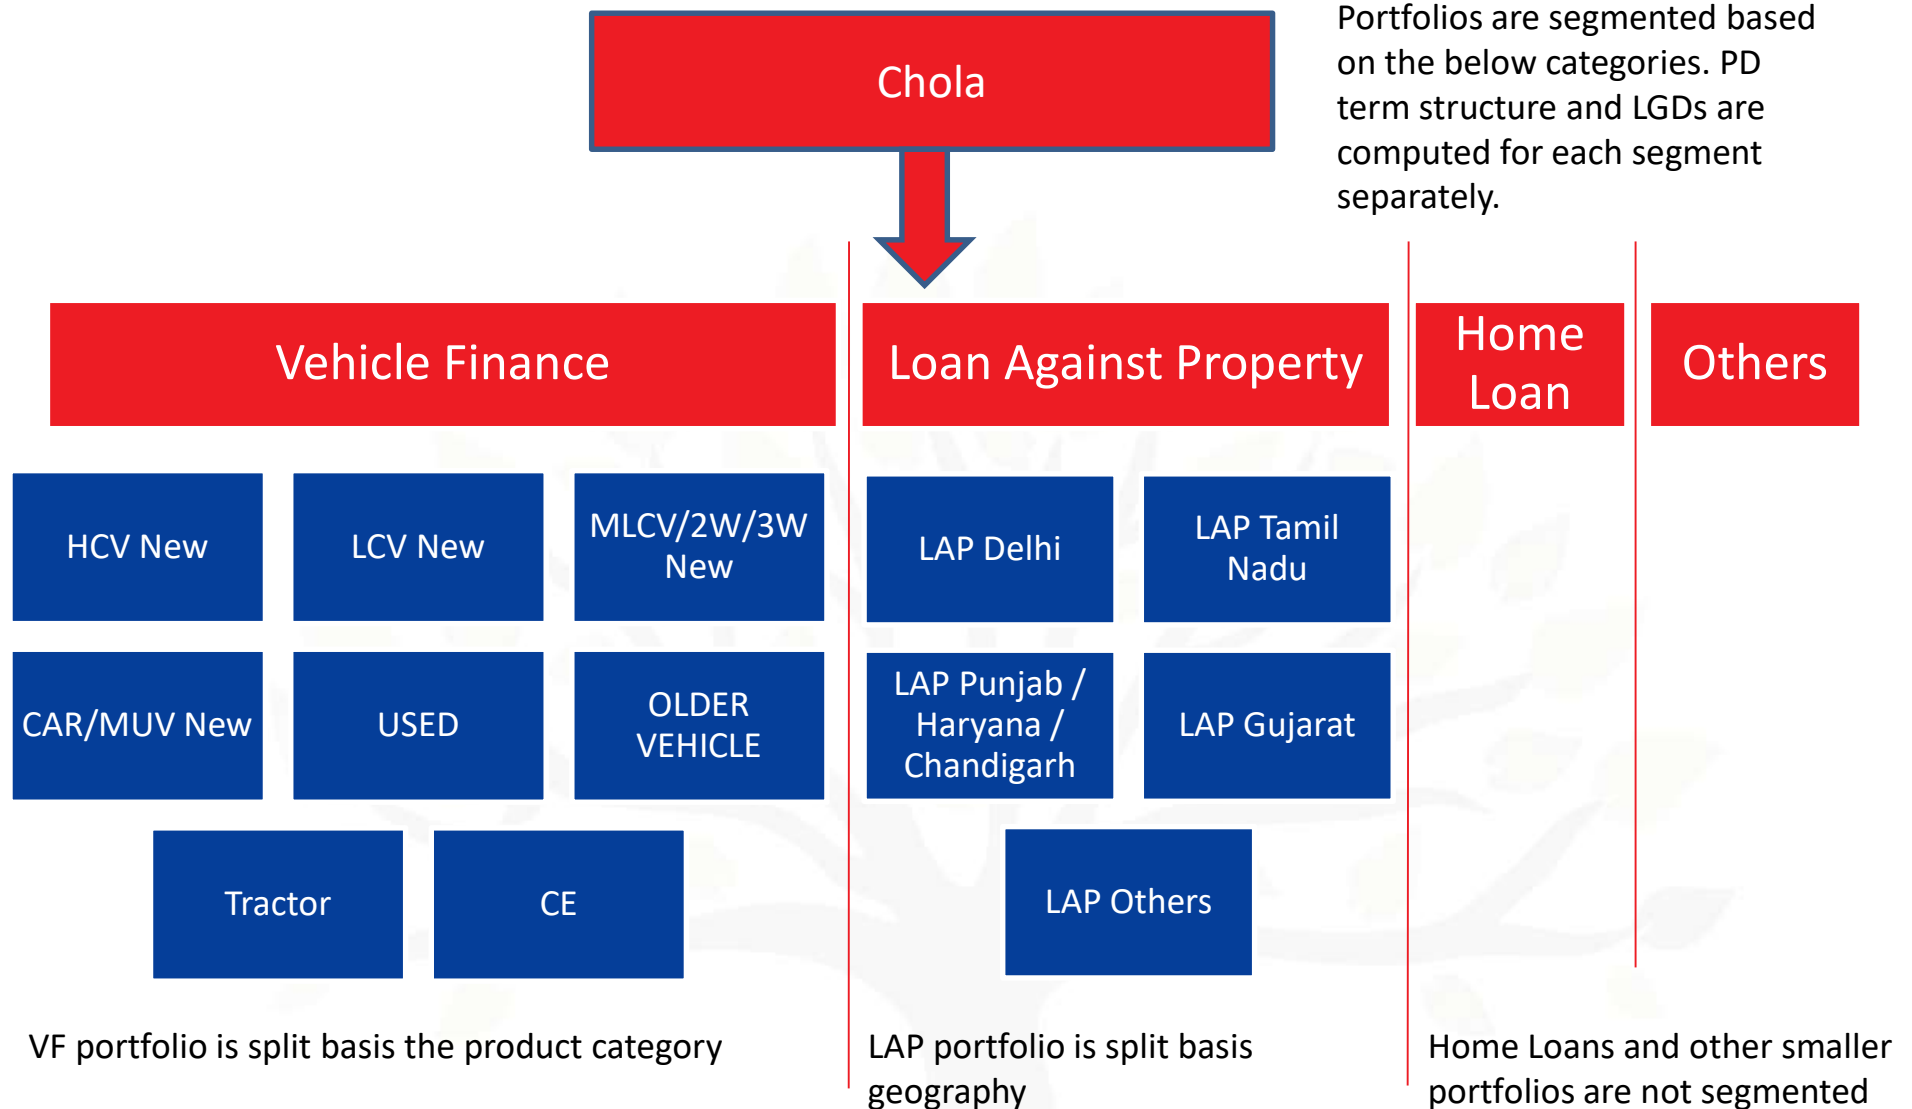 Chola
Portfolios are segmented based
on the below categories. PD
term structure and LGDs are
computed for each segment
separately.
Vehicle Finance
Loan Against Property
Home
Loan
Others
HCV New
LCV New
MLCV/2W/3W
New
LAP Delhi
LAP Tamil
Nadu
CAR/MUV New
USED
OLDER
VEHICLE
LAP Punjab /
Haryana /
Chandigarh
LAP Gujarat
Tractor
CE
LAP Others
VF portfolio is split basis the product category
LAP portfolio is split basis
geography
Home Loans and other smaller
portfolios are not segmented